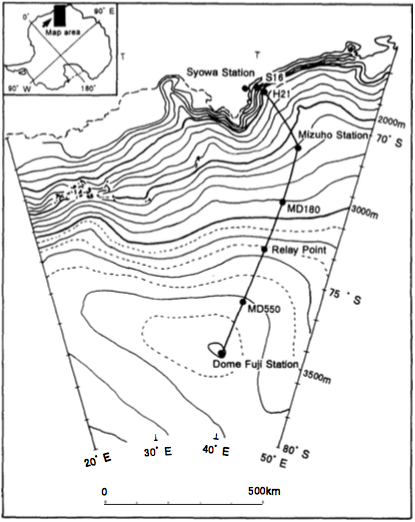 0°
90° E
Map area
90° W
180°
T
T
Syowa Station
S16
H21
2000m
Mizuho Station
70° S
MD180
3000m
Relay Point
75° S
MD550
Dome Fuji Station
3500m
20° E
30° E
40° E
50° E
80° S
0
500km